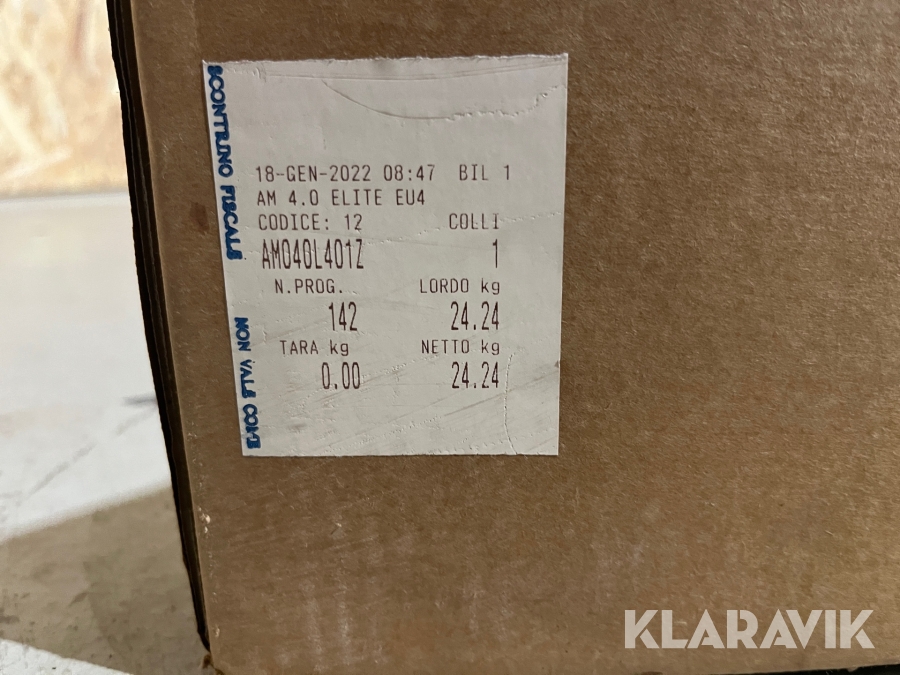 18-GEN-2022 08:47 BIL 1
AM 4.0 ELITE EU4
CODICE: 12 COLLI
AM040L401Z 1
N.PROG. LORDO kg
142 24.24
TARA kg NETTO kg
0.00 24.24
SCONTRINO FISCALE
NON VALE COME
KLARAVIK